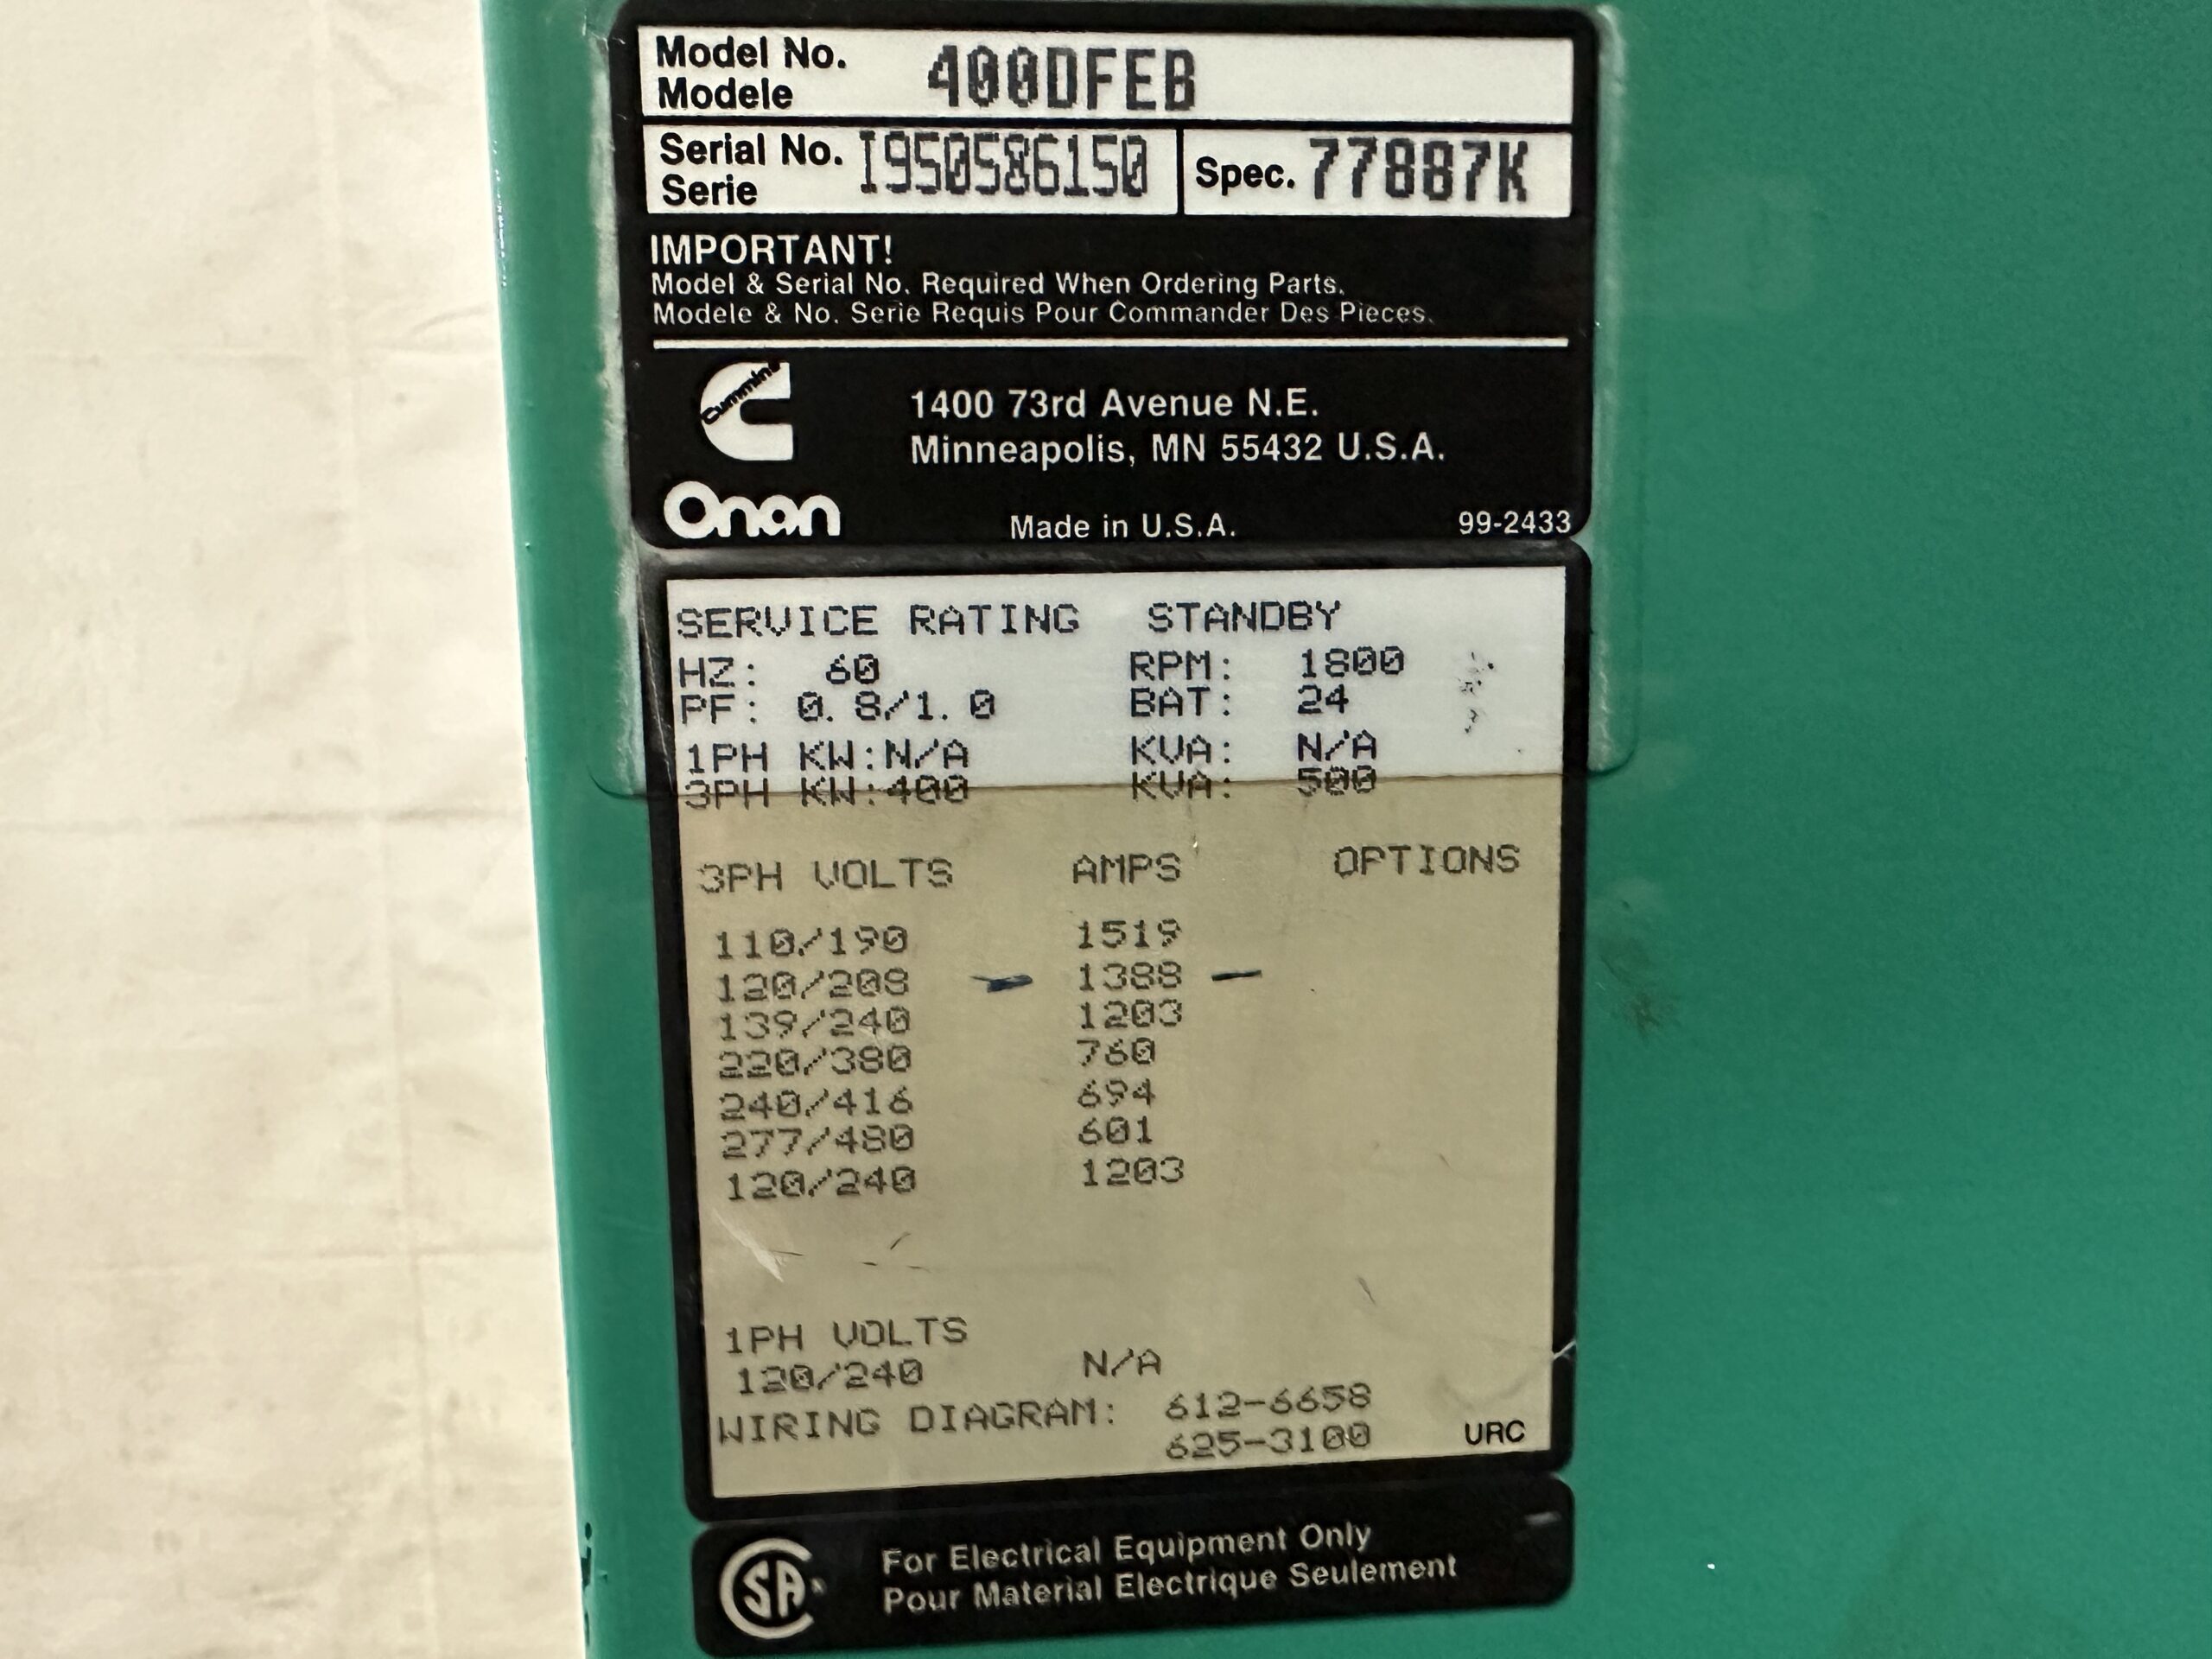 Model No.
Modele
400DFEB
Serial No.
Serie
I950586150
Spec. 77887K
IMPORTANT!
Model & Serial No. Required When Ordering Parts.
Modele & No. Serie Requis Pour Commander Des Pieces.
Cummins
Onan
1400 73rd Avenue N.E.
Minneapolis, MN 55432 U.S.A.
Made in U.S.A.
99-2433
SERVICE RATING STANDBY
HZ: 60 RPM: 1800
PF: 0.8/1.0 BAT: 24
1PH KW:N/A KVA: N/A
3PH KW:400 KVA: 500
3PH VOLTS AMPS OPTIONS
110/190 1519
120/208 1388
139/240 1203
220/380 760
240/416 694
277/480 601
120/240 1203
1PH VOLTS
120/240 N/A
WIRING DIAGRAM: 612-6658
625-3100
URC
SA
For Electrical Equipment Only
Pour Material Electrique Seulement